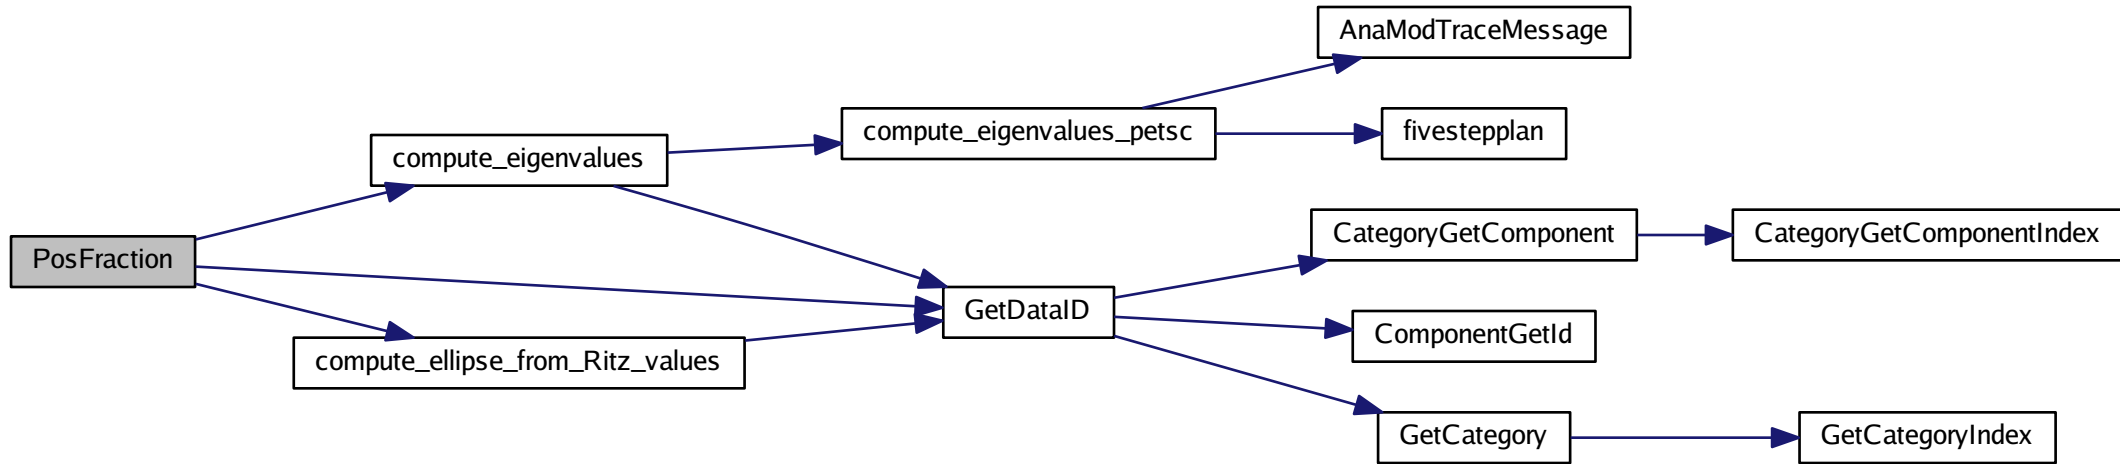 AnaModTraceMessage
compute_eigenvalues_petsc
fivestepplan
compute_eigenvalues
CategoryGetComponent
CategoryGetComponentIndex
PosFraction
GetDataID
ComponentGetId
compute_ellipse_from_Ritz_values
GetCategory
GetCategoryIndex